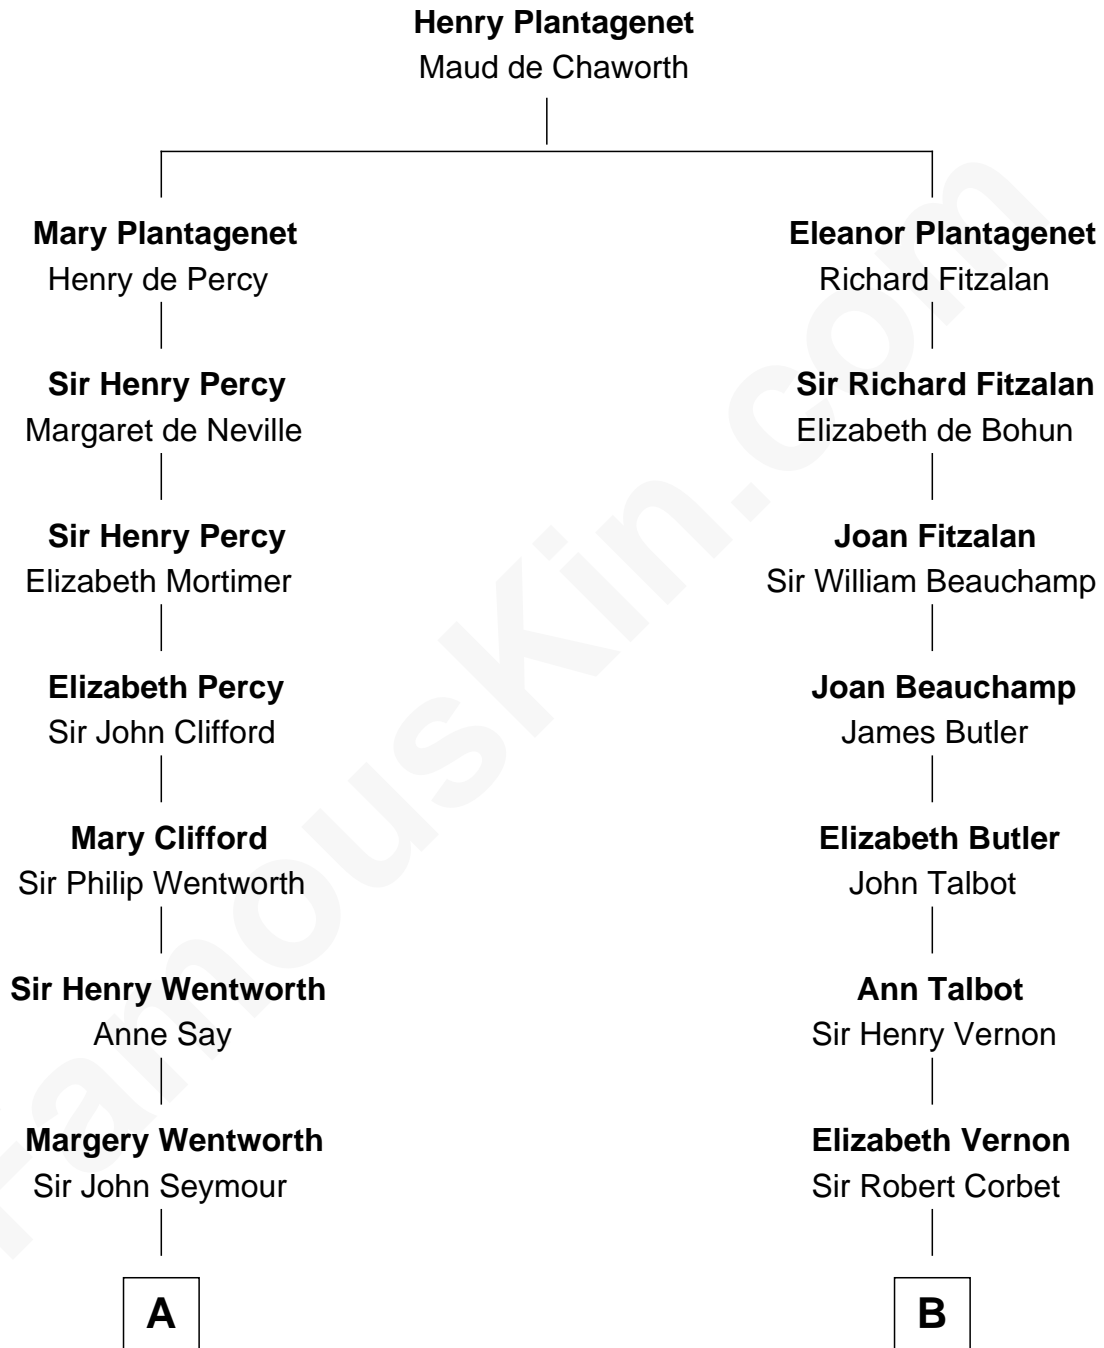 Henry Plantagenet
Maud de Chaworth
Mary Plantagenet
Henry de Percy
Eleanor Plantagenet
Richard Fitzalan
Sir Henry Percy
Margaret de Neville
Sir Richard Fitzalan
Elizabeth de Bohun
Sir Henry Percy
Elizabeth Mortimer
Joan Fitzalan
Sir William Beauchamp
Elizabeth Percy
Sir John Clifford
Joan Beauchamp
James Butler
Mary Clifford
Sir Philip Wentworth
Elizabeth Butler
John Talbot
Sir Henry Wentworth
Anne Say
Ann Talbot
Sir Henry Vernon
Margery Wentworth
Sir John Seymour
Elizabeth Vernon
Sir Robert Corbet
A
B
FamousKin.com